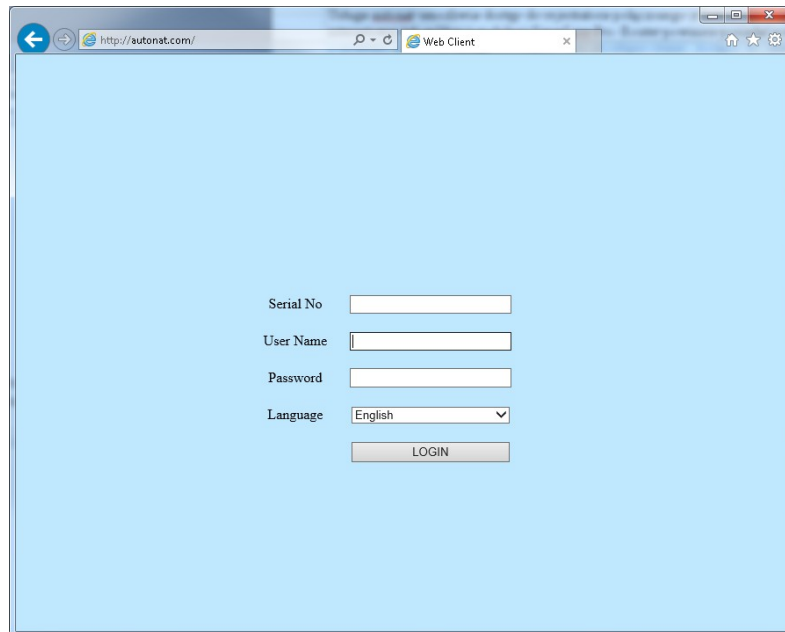 http://autonat.com/
Web Client
Serial No
User Name
Password
Language English
LOGIN